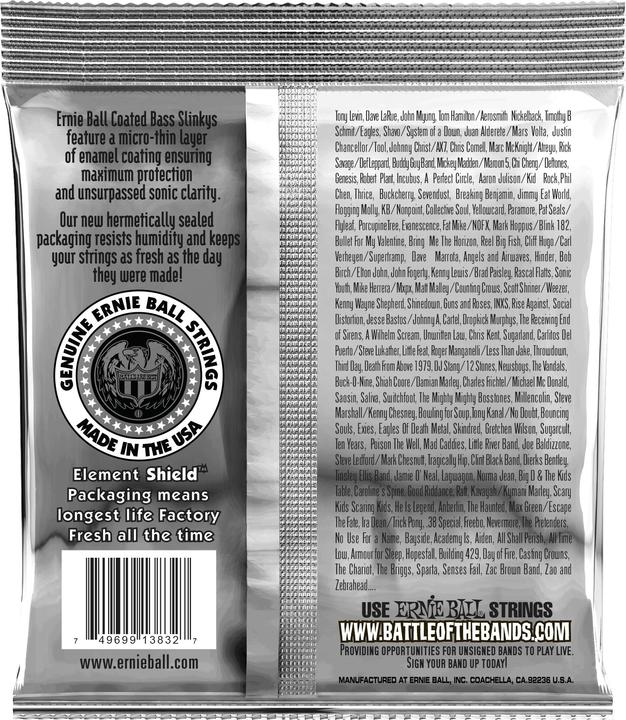 Ernie Ball Coated Bass Slinkys
feature a micro-thin layer
of enamel coating ensuring
maximum protection
and unsurpassed sonic clarity.
Our new hermetically sealed
packaging resists humidity and keeps
your strings as fresh as the day
they were made!
GENUINE ERNIE BALL STRINGS
MADE IN THE USA
Element Shield™
Packaging means
longest life Factory
Fresh all the time
7 49699 13832 7
www.ernieball.com
Tony Levin, Dave LaRue, John Myung, Tom Hamilton/Aerosmith Nickelback, Timothy B
Schmit/Eagles, Shavo/System of a Down, Juan Alderete/Mars Volta, Justin
Chancellor/Tool, Johnny Christ/AX7, Chris Cornell, Marc McKnight/Atreyu, Rick
Savage/Def Leppard, Buddy Guy Band, Mickey Madden/Maroon 5, Chi Cheng/Deftones,
Genesis, Robert Plant, Incubus, A Perfect Circle, Aaron Julison/Kid Rock, Phil
Chen, Thrice, Buckcherry, Sevendust, Breaking Benjamin, Jimmy Eat World,
Flogging Molly, KB/Nonpoint, Collective Soul, Yellowcard, Paramore, Pat Seals/
Flyleaf, PorcupineTree, Evanescence, Fat Mike/NOFX, Mark Hoppus/Blink 182,
Bullet For My Valentine, Bring Me The Horizon, Reel Big Fish, Cliff Hugo/Carl
Verheyen/Supertramp, Dave Marrota, Angels and Airwaves, Hinder, Bob
Birch/Elton John, John Fogerty, Kenny Lewis/Brad Paisley, Rascal Flatts, Sonic
Youth, Mike Herrera/Mxpx, Matt Malley/Counting Crows, Scott Shriner/Weezer,
Kenny Wayne Shepherd, Shinedown, Guns and Roses, INXS, Rise Against, Social
Distortion, Jesse Bastos/Johnny A, Cartel, Dropkick Murphys, The Receiving End
of Sirens, A Wilhelm Scream, Unwritten Law, Chris Kent, Sugarland, Carlitos Del
Puerto/Steve Lukather, Little Feat, Roger Manganelli/Less Than Jake, Throwdown,
Third Day, Death From Above 1979, DJ Stang/12 Stones, Newsboys, The Vandals,
Buck-O-Nine, Shiah Coore/Damian Marley, Charles Frichtel/Michael Mc Donald,
Saosin, Saliva, Switchfoot, The Mighty Mighty Bosstones, Millencolin, Steve
Marshall/Kenny Chesney, Bowling for Soup, Tony Kanal/No Doubt, Bouncing
Souls, Exies, Eagles Of Death Metal, Skindred, Gretchen Wilson, Sugarcult,
Ten Years, Poison The Well, Mad Caddies, Little River Band, Joe Baldizzone,
Steve Ledford/Mark Chesnutt, Tragically Hip, Clint Black Band, Dierks Bentley,
Tinsley Ellis Band, Jamie O' Neal, Lagwagon, Norma Jean, Big D & The Kids
Table, Caroline's Spine, Good Riddance, Ratt, Kavagah/Kymani Marley, Scary
Kids Scaring Kids, He Is Legend, Anberlin, The Haunted, Max Green/Escape
The Fate, Ira Dean/Trick Pony, .38 Special, Freebo, Nevermore, The Pretenders,
No Use For a Name, Bayside, Academy Is, Aiden, All Shall Perish, All Time
Low, Armour for Sleep, Hopesfall, Building 429, Day of Fire, Casting Crowns,
The Chariot, The Briggs, Sparta, Senses Fail, Zac Brown Band, Zao and
Zebrahead....
USE ERNIE BALL STRINGS
WWW.BATTLEOFTHEBANDS.COM
PROVIDING OPPORTUNITIES FOR UNSIGNED BANDS TO PLAY LIVE.
SIGN YOUR BAND UP TODAY!
MANUFACTURED AT ERNIE BALL, INC. COACHELLA, CA. 92236 U.S.A.